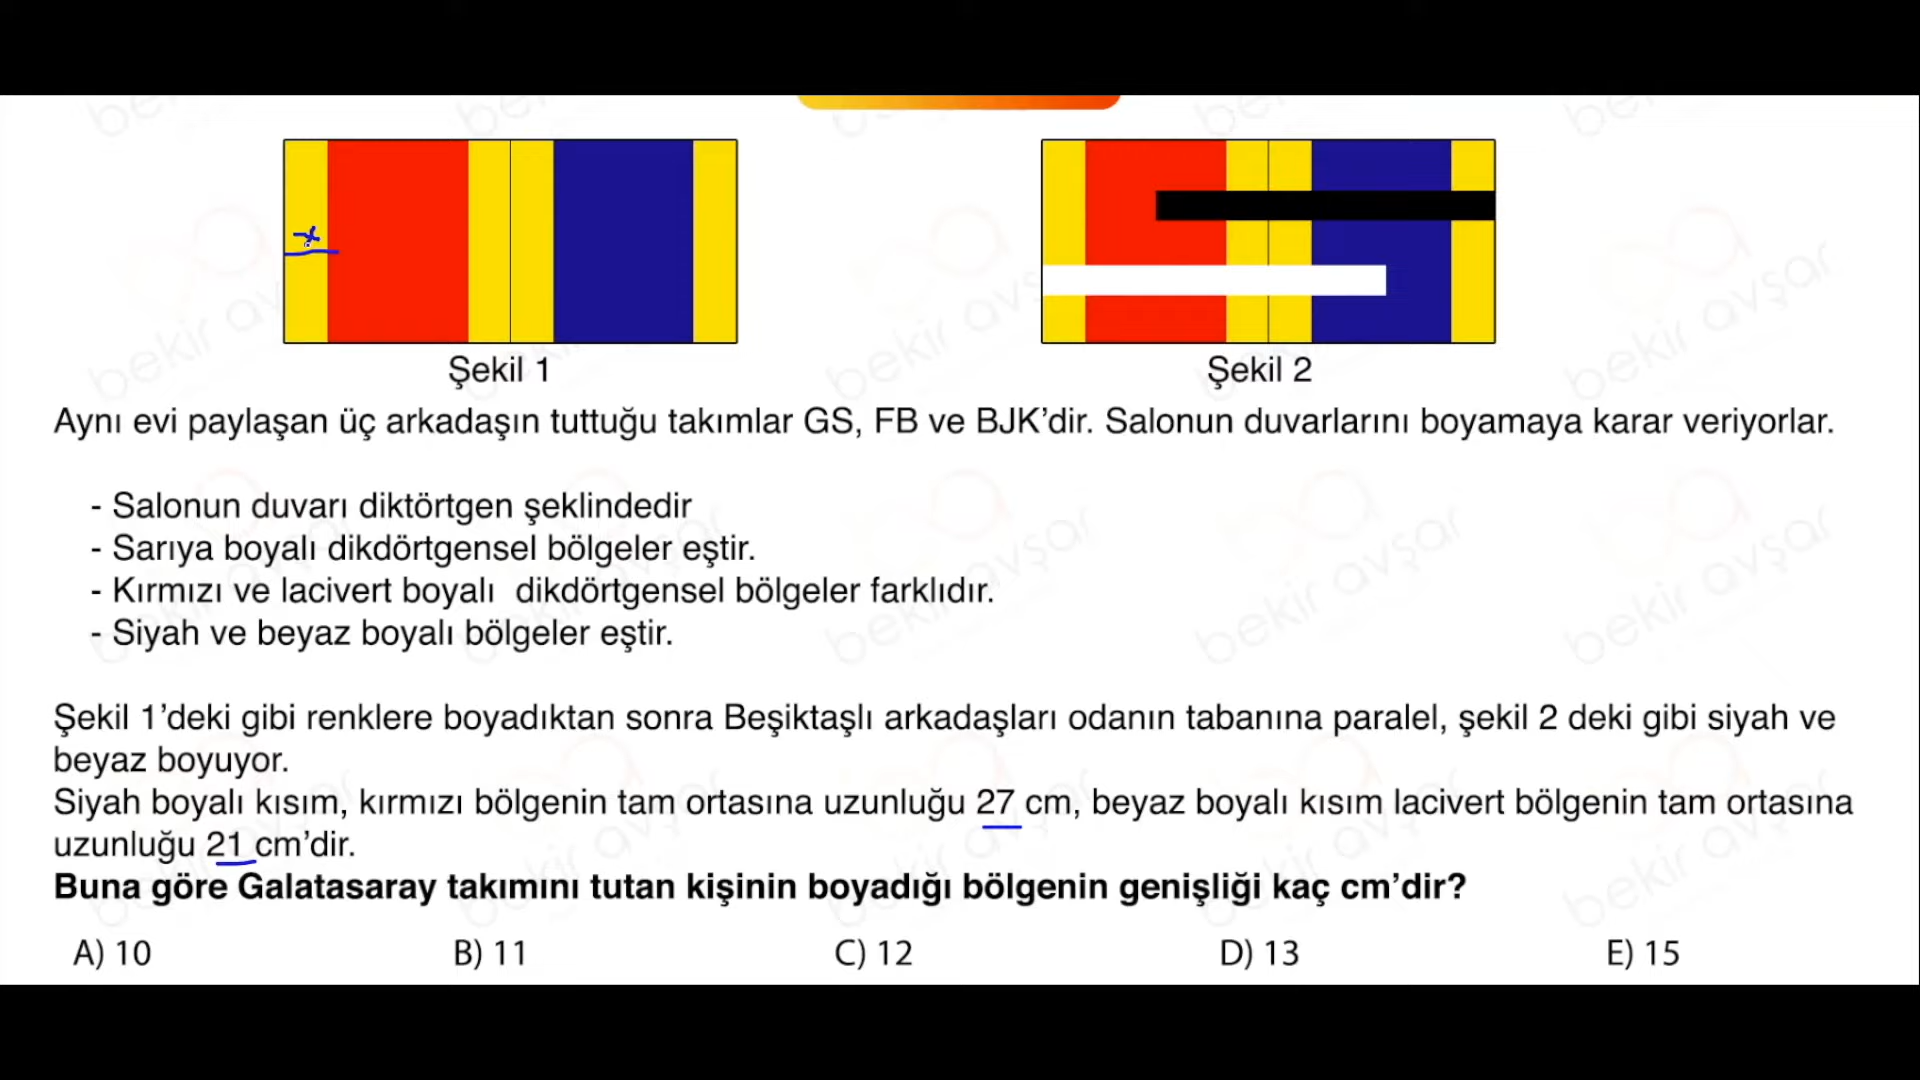 x
Şekil 1
Şekil 2
Aynı evi paylaşan üç arkadaşın tuttuğu takımlar GS, FB ve BJK’dir. Salonun duvarlarını boyamaya karar veriyorlar.
- Salonun duvarı diktörtgen şeklindedir
- Sarıya boyalı dikdörtgensel bölgeler eştir.
- Kırmızı ve lacivert boyalı dikdörtgensel bölgeler farklıdır.
- Siyah ve beyaz boyalı bölgeler eştir.
Şekil 1’deki gibi renklere boyadıktan sonra Beşiktaşlı arkadaşları odanın tabanına paralel, şekil 2 deki gibi siyah ve
beyaz boyuyor.
Siyah boyalı kısım, kırmızı bölgenin tam ortasına uzunluğu 27 cm, beyaz boyalı kısım lacivert bölgenin tam ortasına
uzunluğu 21 cm’dir.
Buna göre Galatasaray takımını tutan kişinin boyadığı bölgenin genişliği kaç cm’dir?
A) 10 B) 11 C) 12 D) 13 E) 15
bekir avşar